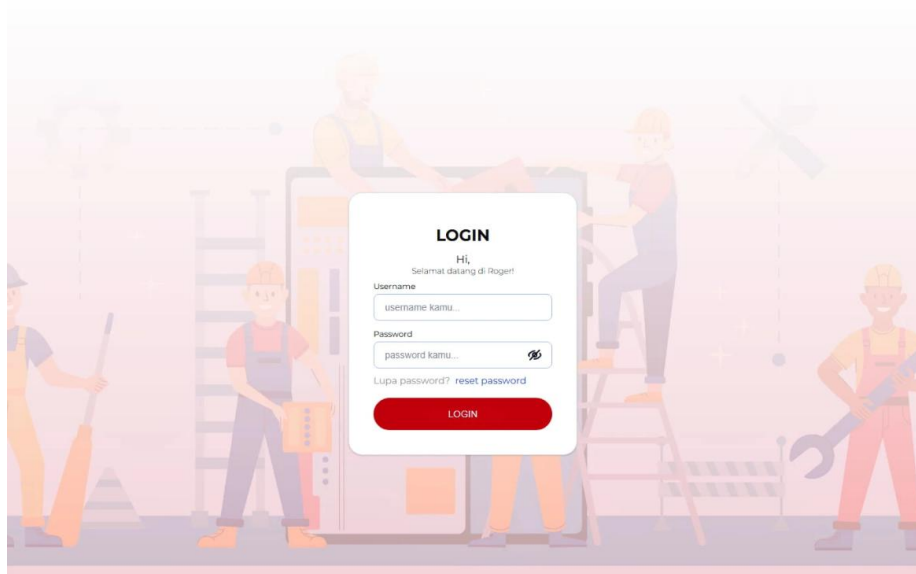 LOGIN
Hi,
Selamat datang di Roger!
Username
username kamu...
Password
password kamu...
Lupa password? reset password
LOGIN